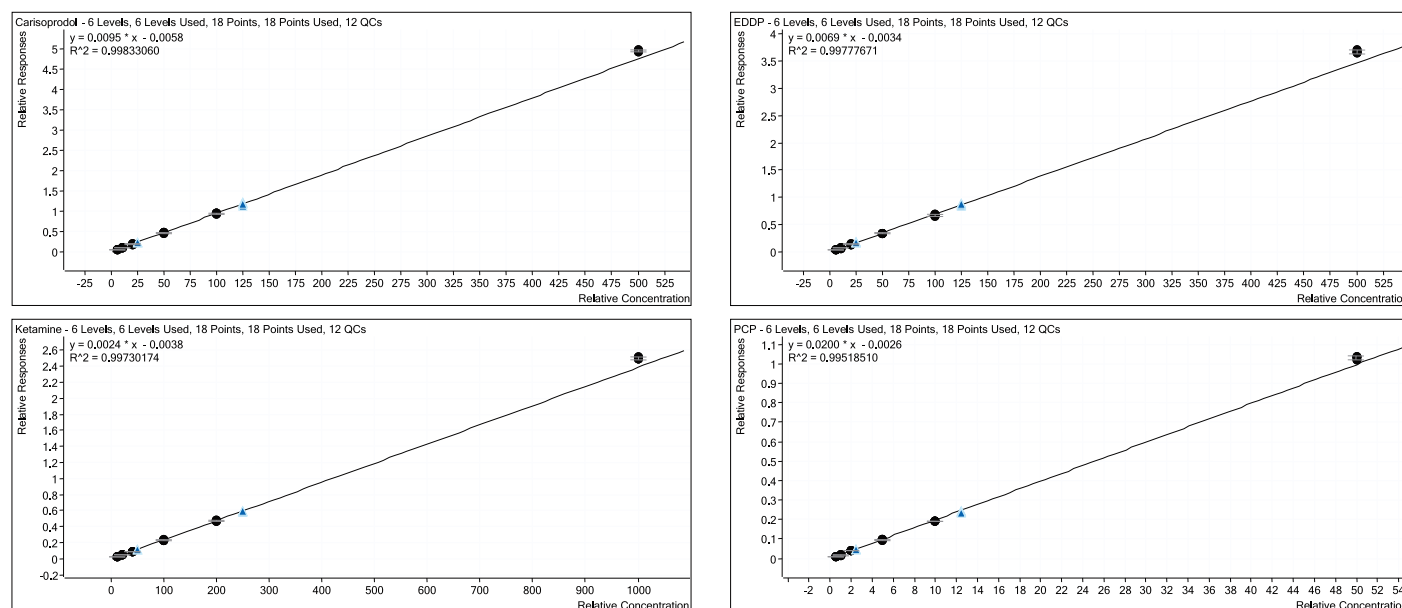 Carisoprodol - 6 Levels, 6 Levels Used, 18 Points, 18 Points Used, 12 QCs
y = 0.0095 * x - 0.0058
R^2 = 0.99833060
Relative Responses
5
4.5
4
3.5
3
2.5
2
1.5
1
0.5
0
-25 0 25 50 75 100 125 150 175 200 225 250 275 300 325 350 375 400 425 450 475 500 525
Relative Concentration
EDDP - 6 Levels, 6 Levels Used, 18 Points, 18 Points Used, 12 QCs
y = 0.0069 * x - 0.0034
R^2 = 0.99777671
Relative Responses
4
3.5
3
2.5
2
1.5
1
0.5
0
-25 0 25 50 75 100 125 150 175 200 225 250 275 300 325 350 375 400 425 450 475 500 525
Relative Concentration
Ketamine - 6 Levels, 6 Levels Used, 18 Points, 18 Points Used, 12 QCs
y = 0.0024 * x - 0.0038
R^2 = 0.99730174
Relative Responses
2.6
2.4
2.2
2
1.8
1.6
1.4
1.2
1
0.8
0.6
0.4
0.2
0
-0.2
0 100 200 300 400 500 600 700 800 900 1000
Relative Concentration
PCP - 6 Levels, 6 Levels Used, 18 Points, 18 Points Used, 12 QCs
y = 0.0200 * x - 0.0026
R^2 = 0.99518510
Relative Responses
1.1
1
0.9
0.8
0.7
0.6
0.5
0.4
0.3
0.2
0.1
0
-2 0 2 4 6 8 10 12 14 16 18 20 22 24 26 28 30 32 34 36 38 40 42 44 46 48 50 52 54
Relative Concentratio